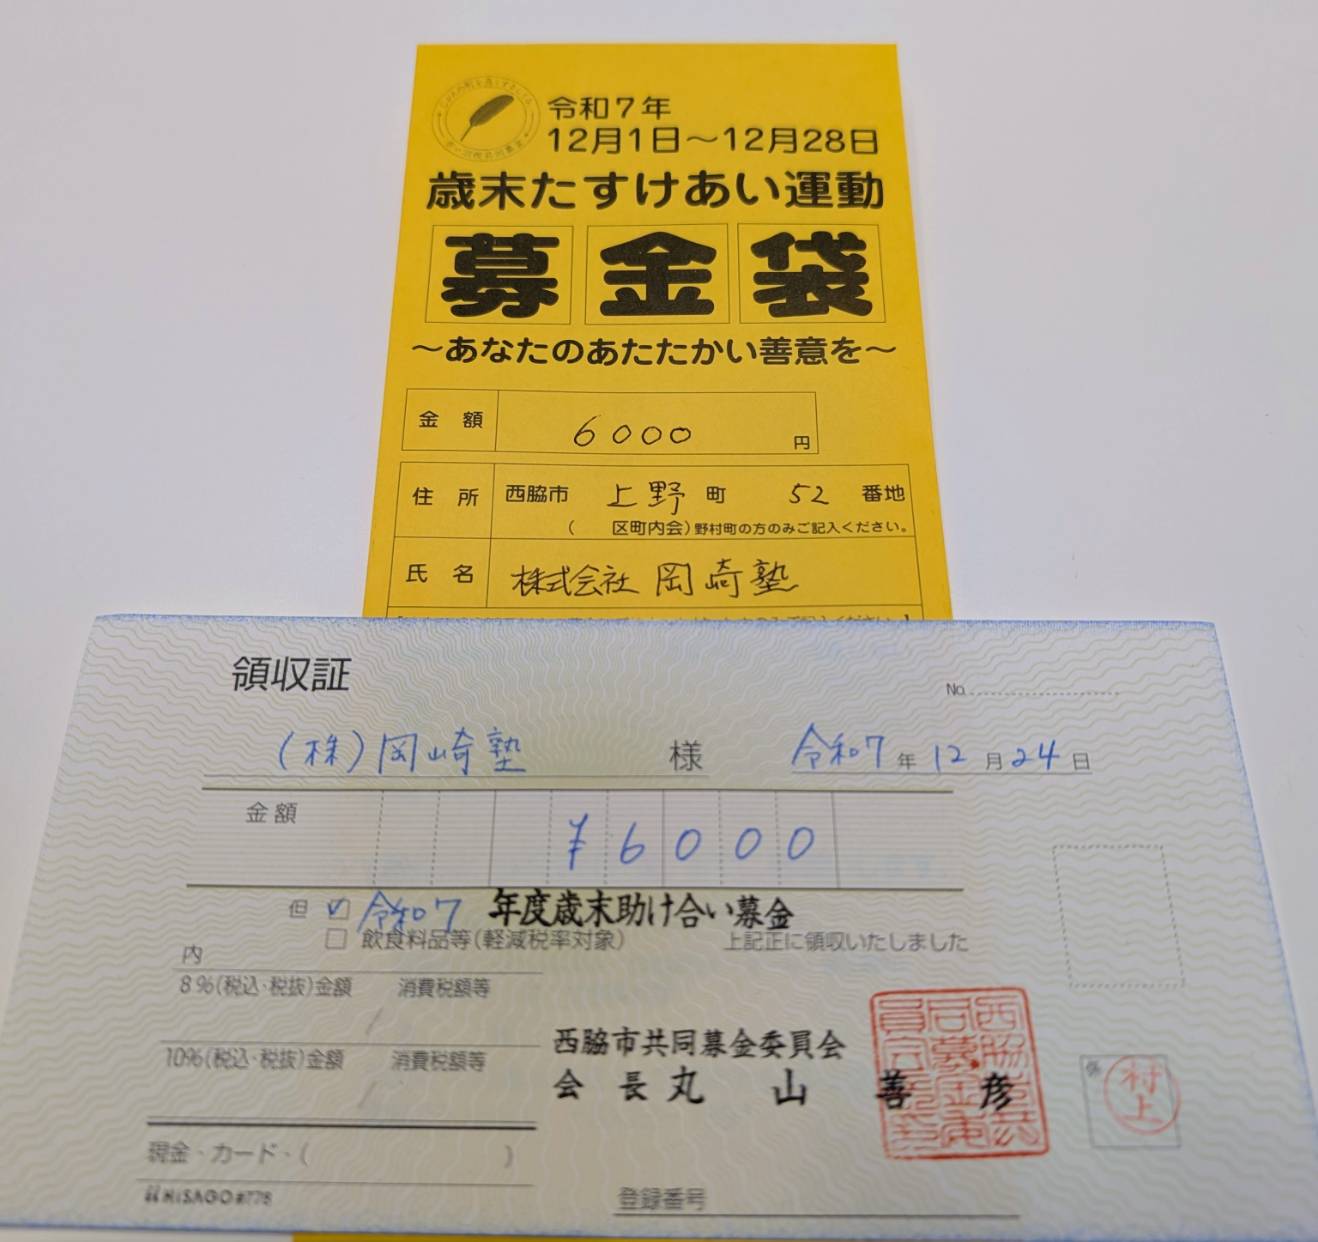 令和7年
12月1日～12月28日
歳末たすけあい運動
募金袋
～あなたのあたたかい善意を～
金額 6000 円
住所 西脇市 上野 町 52 番地
( 区町内会)野村町の方のみご記入ください。
氏名 株式会社 岡崎塾
領収証
No.
(株)岡崎塾 様 令和7年12月24日
金額 ¥6000
但 ✓ 令和7 年度歳末助け合い募金
□ 飲食料品等(軽減税率対象) 上記正に領収いたしました
内
8%(税込・税抜)金額 消費税額等
10%(税込・税抜)金額 消費税額等
西脇市共同募金委員会
会長 丸山善彦
係
村上
現金・カード・( )
HISAGO #778
登録番号